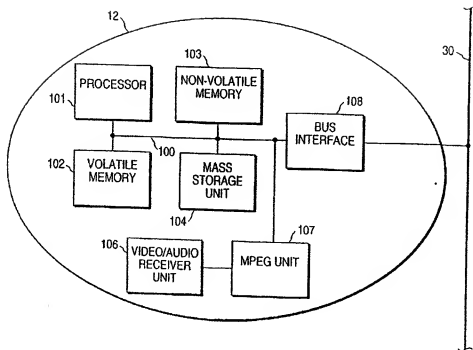 12
103
30
PROCESSOR
NON-VOLATILE
MEMORY
101
108
BUS
INTERFACE
100
VOLATILE
MEMORY
MASS
STORAGE
UNIT
102
104
107
106
VIDEO/AUDIO
RECEIVER
UNIT
MPEG UNIT